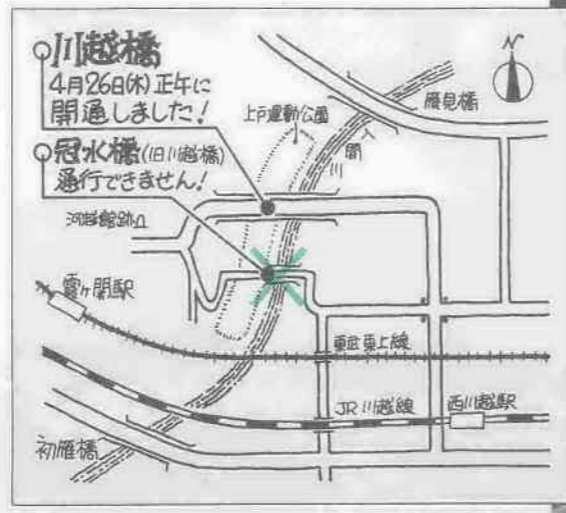 川越橋
4月26日(木)正午に
開通しました!
冠水橋(旧川越橋)
通行できません!
N
雁見橋
上戸運動公園
入間川
河越館跡
霞ヶ関駅
東武東上線
JR川越線
西川越駅
初雁橋